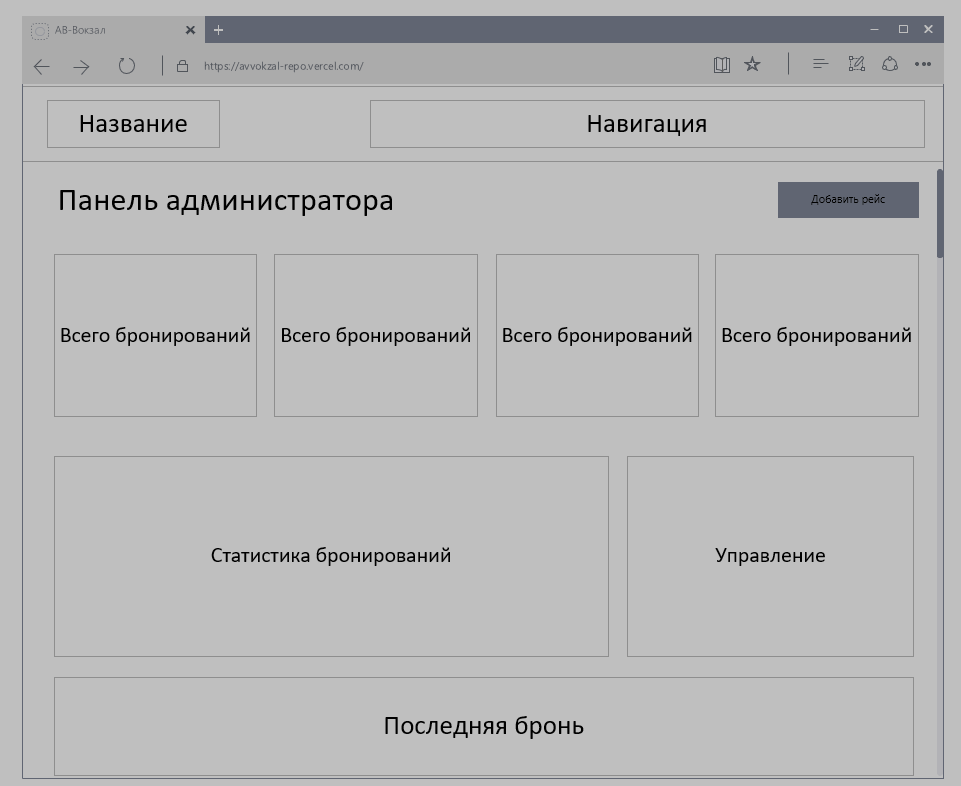 АВ-Вокзал
https://avvokzal-repo.vercel.com/
Название
Навигация
Панель администратора
Добавить рейс
Всего бронирований
Всего бронирований
Всего бронирований
Всего бронирований
Статистика бронирований
Управление
Последняя бронь